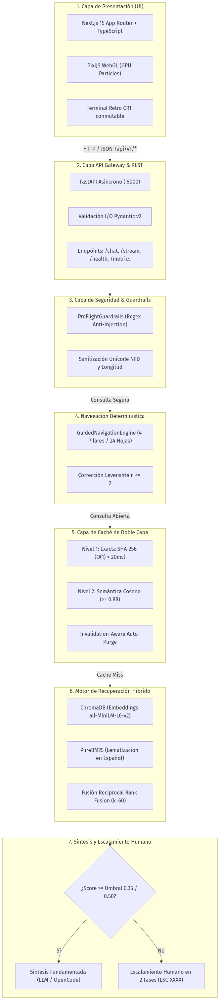 1. Capa de Presentación (UI)
Next.js 15 App Router +
TypeScript
PixiJS WebGL (GPU
Particles)
Terminal Retro CRT
conmutable
HTTP / JSON /api/v1/*
2. Capa API Gateway & REST
FastAPI Asíncrono (:8000)
Validación I/O Pydantic v2
Endpoints: /chat, /stream,
/health, /metrics
3. Capa de Seguridad & Guardrails
PreFlightGuardrails (Regex
Anti-Injection)
Sanitización Unicode NFD
y Longitud
Consulta Segura
4. Navegación Determinística
GuidedNavigationEngine (4
Pilares / 24 Hojas)
Corrección Levenshtein <=
2
Consulta Abierta
5. Capa de Caché de Doble Capa
Nivel 1: Exacta SHA-256
(O(1) < 20ms)
Nivel 2: Semántica Coseno
(>= 0.88)
Invalidation-Aware Auto-
Purge
Cache Miss
6. Motor de Recuperación Híbrido
ChromaDB (Embeddings
all-MiniLM-L6-v2)
PureBM25 (Lematización
en Español)
Fusión Reciprocal Rank
Fusion (k=60)
7. Síntesis y Escalamiento Humano
¿Score >= Umbral 0.35 /
0.50?
Sí
No
Síntesis Fundamentada
(LLM / OpenCode)
Escalamiento Humano en
2 Fases (ESC-XXXX)